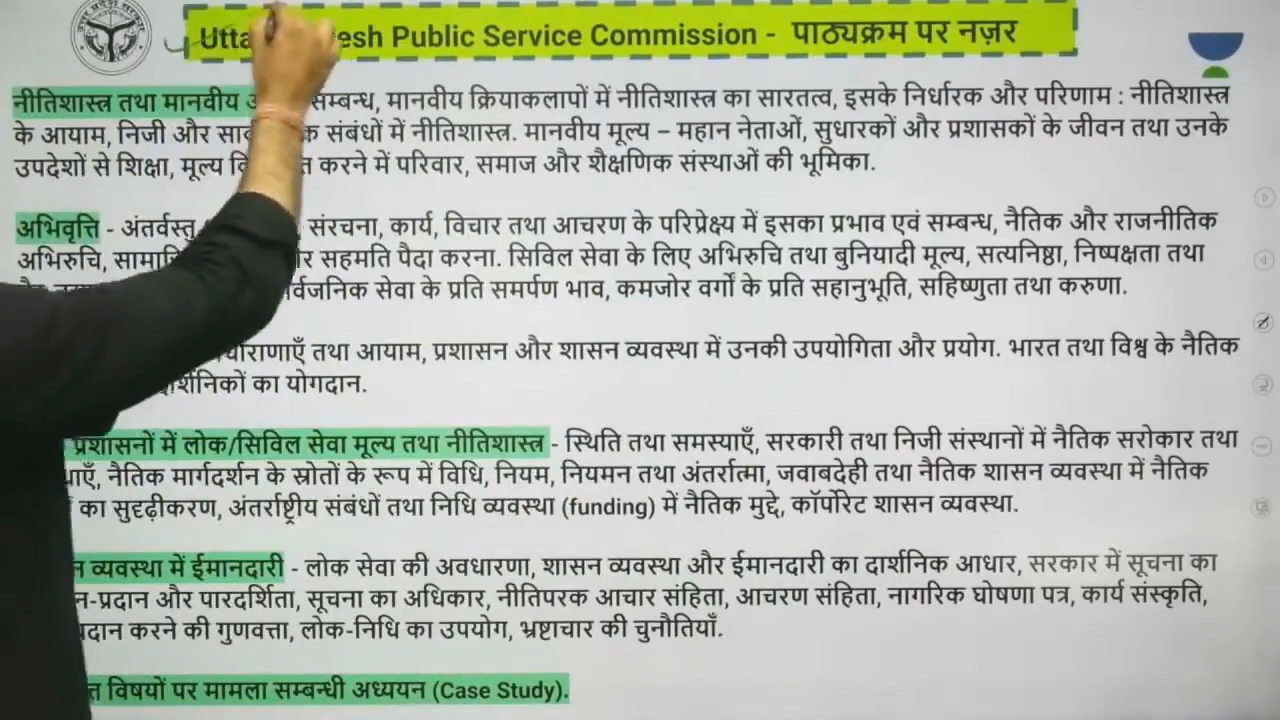 Utta esh Public Service Commission - पाठ्यक्रम पर नज़र
नीतिशास्त्र तथा मानवीय सम्बन्ध, मानवीय क्रियाकलापों में नीतिशास्त्र का सारतत्व, इसके निर्धारक और परिणाम : नीतिशास्त्र
के आयाम, निजी और संबंधों में नीतिशास्त्र. मानवीय मूल्य – महान नेताओं, सुधारकों और प्रशासकों के जीवन तथा उनके
उपदेशों से शिक्षा, मूल्य करने में परिवार, समाज और शैक्षणिक संस्थाओं की भूमिका.
अभिवृत्ति - अंतर्वस्तु संरचना, कार्य, विचार तथा आचरण के परिप्रेक्ष्य में इसका प्रभाव एवं सम्बन्ध, नैतिक और राजनीतिक
अभिरुचि, सहमति पैदा करना. सिविल सेवा के लिए अभिरुचि तथा बुनियादी मूल्य, सत्यनिष्ठा, निष्पक्षता तथा
र्वजनिक सेवा के प्रति समर्पण भाव, कमजोर वर्गों के प्रति सहानुभूति, सहिष्णुता तथा करुणा.
तथा आयाम, प्रशासन और शासन व्यवस्था में उनकी उपयोगिता और प्रयोग. भारत तथा विश्व के नैतिक
र्शनिकों का योगदान.
प्रशासनों में लोक/सिविल सेवा मूल्य तथा नीतिशास्त्र - स्थिति तथा समस्याएँ, सरकारी तथा निजी संस्थानों में नैतिक सरोकार तथा
नैतिक मार्गदर्शन के स्रोतों के रूप में विधि, नियम, नियमन तथा अंतर्रात्मा, जवाबदेही तथा नैतिक शासन व्यवस्था में नैतिक
का सुदृढ़ीकरण, अंतर्राष्ट्रीय संबंधों तथा निधि व्यवस्था (funding) में नैतिक मुद्दे, कॉर्पोरेट शासन व्यवस्था.
न व्यवस्था में ईमानदारी - लोक सेवा की अवधारणा, शासन व्यवस्था और ईमानदारी का दार्शनिक आधार, सरकार में सूचना का
न-प्रदान और पारदर्शिता, सूचना का अधिकार, नीतिपरक आचार संहिता, आचरण संहिता, नागरिक घोषणा पत्र, कार्य संस्कृति,
दान करने की गुणवत्ता, लोक-निधि का उपयोग, भ्रष्टाचार की चुनौतियाँ.
त विषयों पर मामला सम्बन्धी अध्ययन (Case Study).